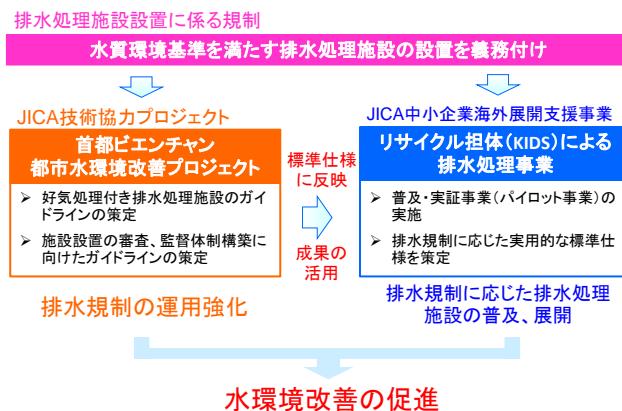 排水処理施設設置に係る規制
水質環境基準を満たす排水処理施設の設置を義務付け
JICA技術協力プロジェクト
首都ビエンチャン
都市水環境改善プロジェクト
➢ 好気処理付き排水処理施設のガイ
ドラインの策定
➢ 施設設置の審査、監督体制構築に
向けたガイドラインの策定
排水規制の運用強化
標準仕様
に反映
成果の
活用
JICA中小企業海外展開支援事業
リサイクル担体（KIDS）による
排水処理事業
➢ 普及・実証事業（パイロット事業）の
実施
➢ 排水規制に応じた実用的な標準仕
様を策定
排水規制に応じた排水処理
施設の普及、展開
水環境改善の促進